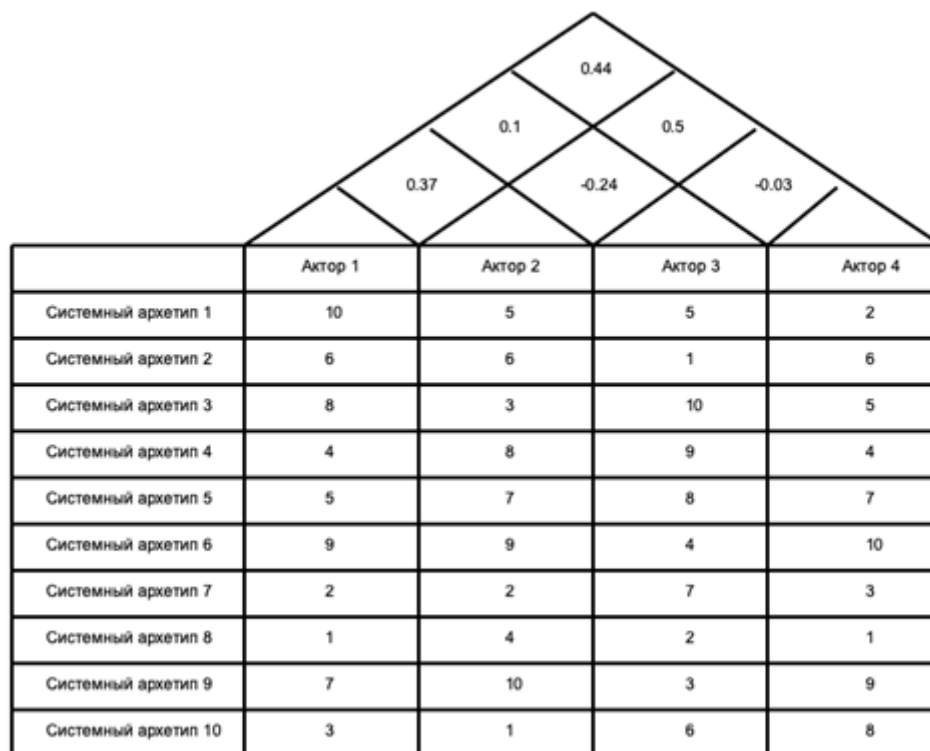 0.44
0.1 0.5
0.37 -0.24 -0.03
Актор 1 Актор 2 Актор 3 Актор 4
Системный архетип 1 10 5 5 2
Системный архетип 2 6 6 1 6
Системный архетип 3 8 3 10 5
Системный архетип 4 4 8 9 4
Системный архетип 5 5 7 8 7
Системный архетип 6 9 9 4 10
Системный архетип 7 2 2 7 3
Системный архетип 8 1 4 2 1
Системный архетип 9 7 10 3 9
Системный архетип 10 3 1 6 8